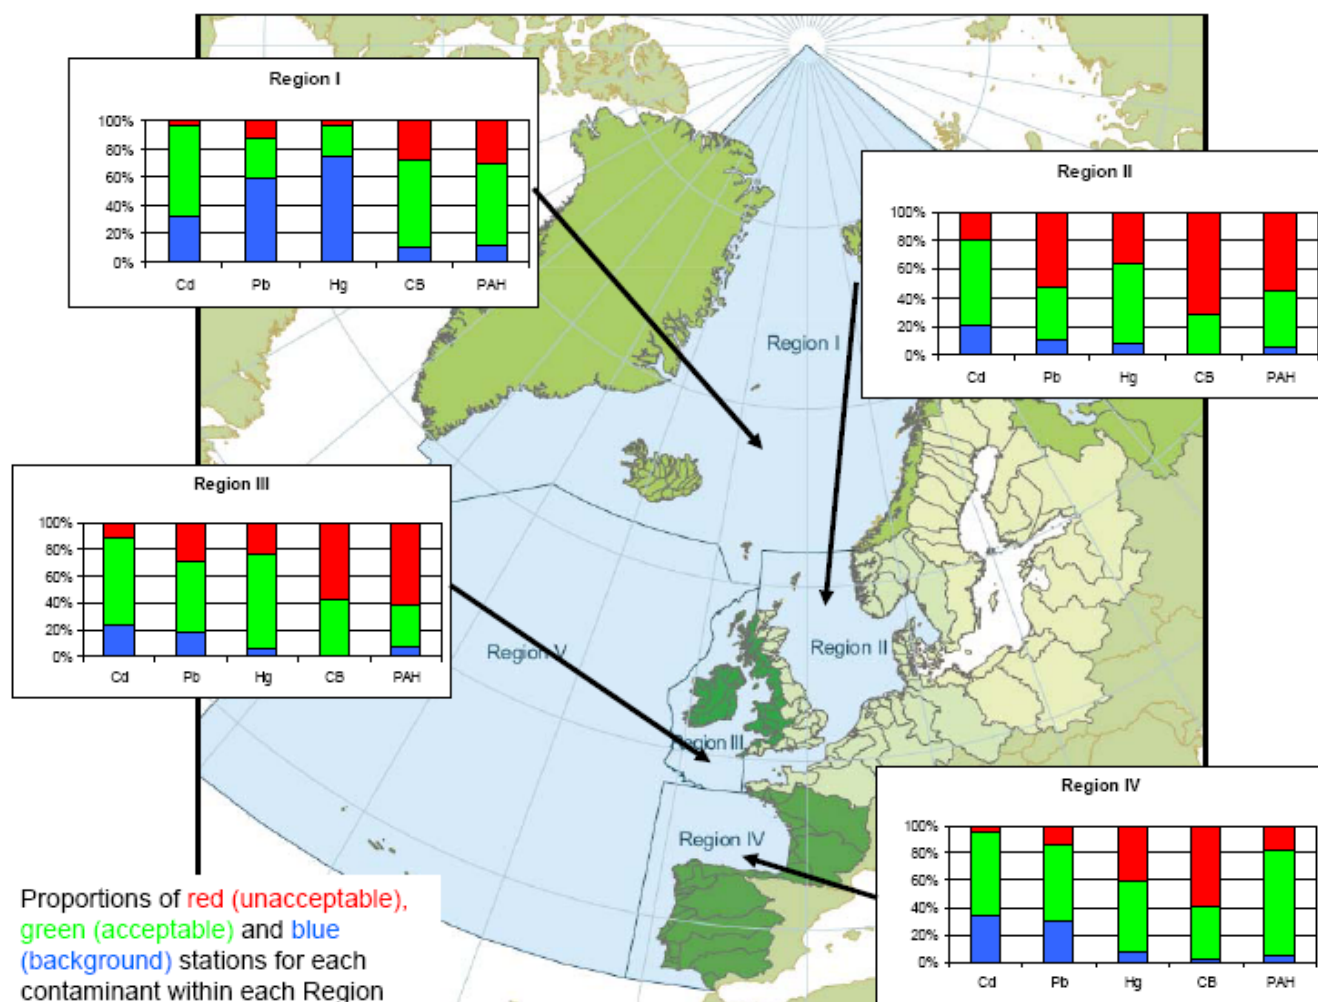 Region I
100%
80%
60%
40%
20%
0%
Cd Pb Hg CB PAH
Region II
100%
80%
60%
40%
20%
0%
Cd Pb Hg CB PAH
Region I
Region III
100%
80%
60%
40%
20%
0%
Cd Pb Hg CB PAH
Region V
Region II
Region III
Region IV
Region IV
100%
80%
60%
40%
20%
0%
Cd Pb Hg CB PAH
Proportions of red (unacceptable),
green (acceptable) and blue
(background) stations for each
contaminant within each Region